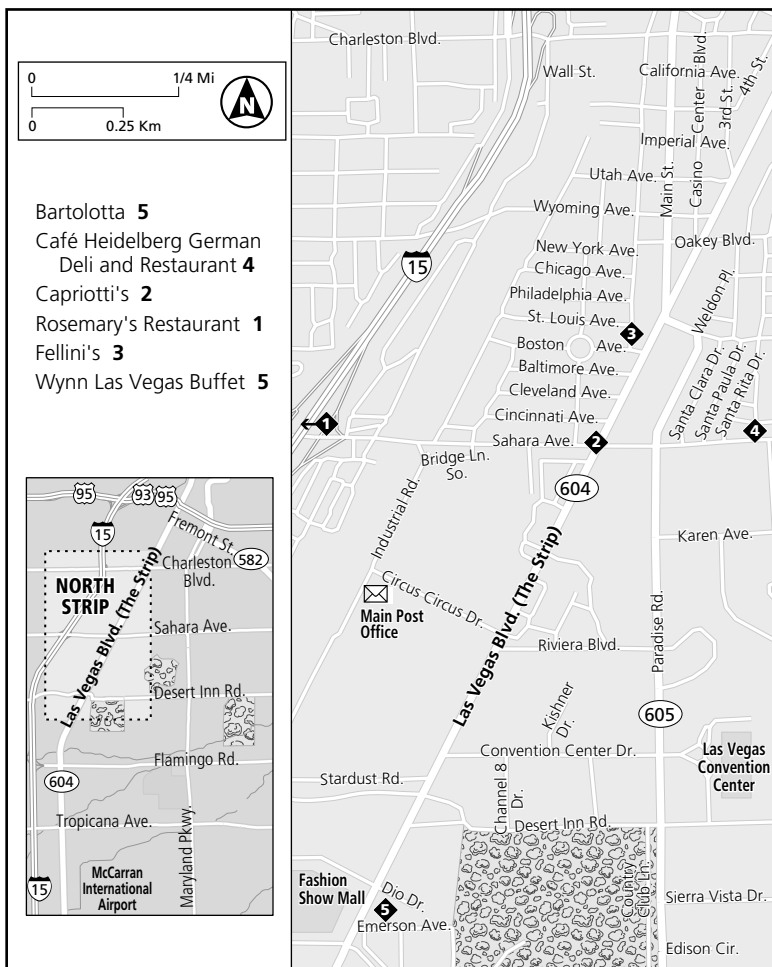 0 1/4 Mi
N
0 0.25 Km
Bartolotta 5
Café Heidelberg German
Deli and Restaurant 4
Capriotti's 2
Rosemary's Restaurant 1
Fellini's 3
Wynn Las Vegas Buffet 5
95
93
95
15
Fremont St.
582
Charleston
Blvd.
NORTH
STRIP
Las Vegas Blvd. (The Strip)
Sahara Ave.
Desert Inn Rd.
Flamingo Rd.
604
Tropicana Ave.
Maryland Pkwy.
McCarran
International
Airport
15
Charleston Blvd.
Wall St.
California Ave.
Casino Center Blvd.
3rd St.
4th St.
Imperial Ave.
Main St.
Utah Ave.
Wyoming Ave.
New York Ave.
Oakey Blvd.
15
Chicago Ave.
Weldon Pl.
Philadelphia Ave.
St. Louis Ave.
3
Boston Ave.
Baltimore Ave.
Santa Clara Dr.
Santa Paula Dr.
Santa Rita Dr.
Cleveland Ave.
Cincinnati Ave.
1
Sahara Ave.
2
4
Bridge Ln.
So.
604
Industrial Rd.
Karen Ave.
Circus Circus Dr.
Main Post
Office
Las Vegas Blvd. (The Strip)
Riviera Blvd.
Paradise Rd.
Kishner
Dr.
605
Convention Center Dr.
Las Vegas
Convention
Center
Stardust Rd.
Channel 8
Dr.
Desert Inn Rd.
Fashion
Show Mall
Dio Dr.
5
Emerson Ave.
Country
Club Ln.
Sierra Vista Dr.
Edison Cir.